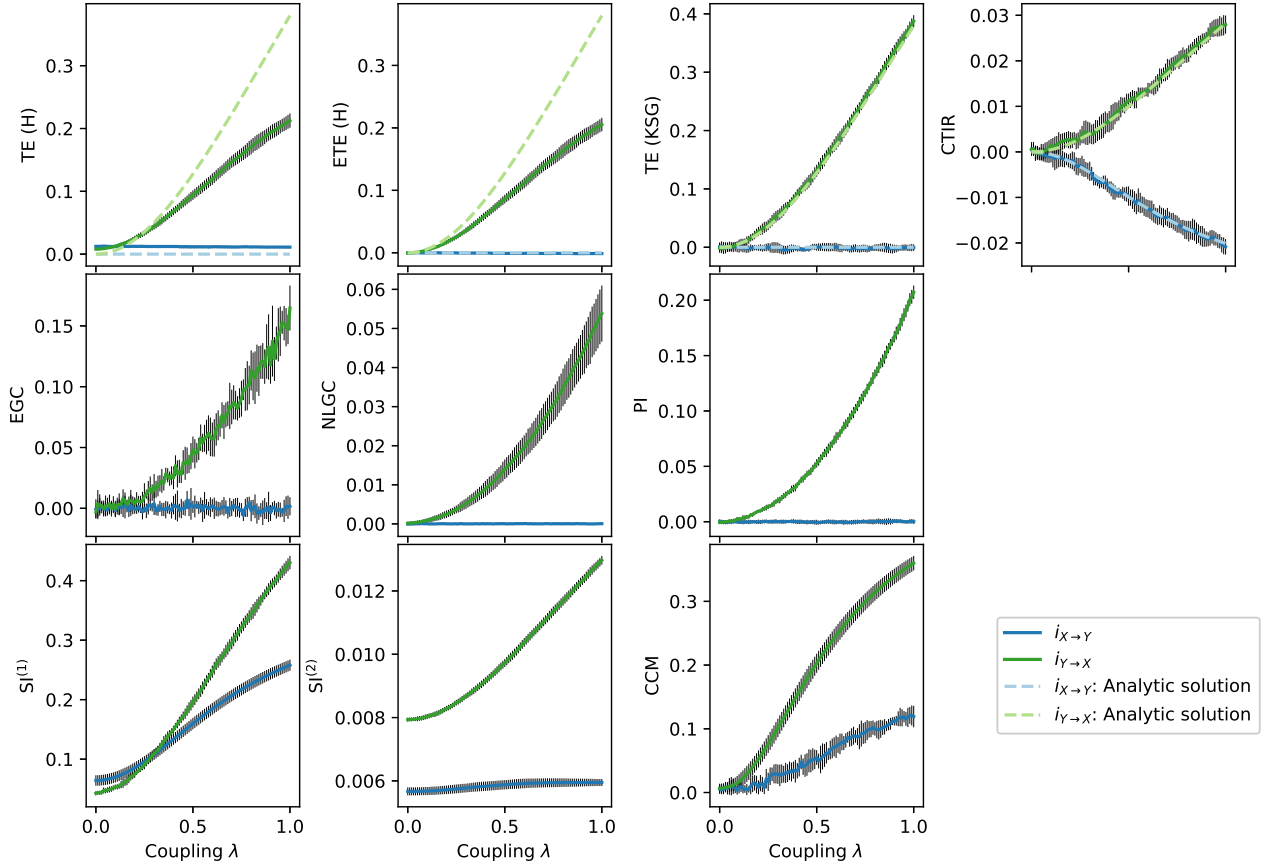 TE (H)
0.3
0.2
0.1
0.0
ETE (H)
0.3
0.2
0.1
0.0
TE (KSG)
0.4
0.3
0.2
0.1
0.0
CTIR
0.03
0.02
0.01
0.00
−0.01
−0.02
EGC
0.15
0.10
0.05
0.00
NLGC
0.06
0.05
0.04
0.03
0.02
0.01
0.00
PI
0.20
0.15
0.10
0.05
0.00
SI⁽¹⁾
0.4
0.3
0.2
0.1
0.0 0.5 1.0
Coupling λ
SI⁽²⁾
0.012
0.010
0.008
0.006
0.0 0.5 1.0
Coupling λ
CCM
0.3
0.2
0.1
0.0
0.0 0.5 1.0
Coupling λ
i_{X→Y}
i_{Y→X}
i_{X→Y}: Analytic solution
i_{Y→X}: Analytic solution